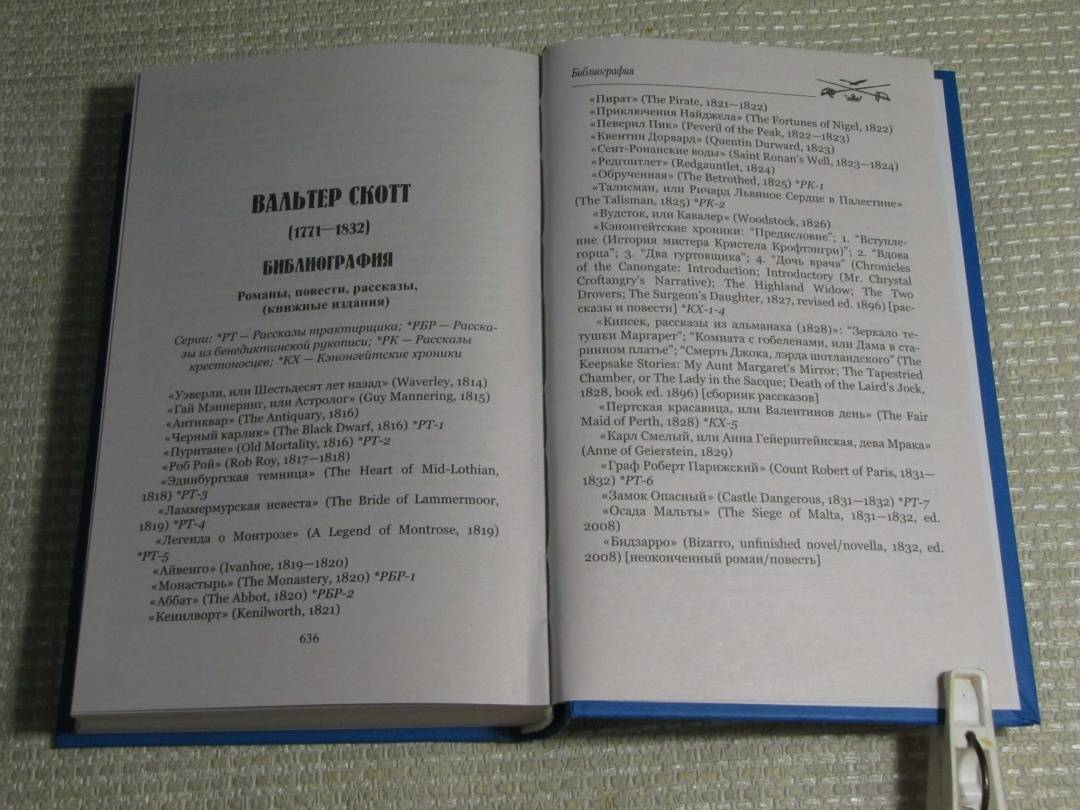 ВАЛЬТЕР СКОТТ
(1771—1832)
БИБЛИОГРАФИЯ
Романы, повести, рассказы,
(книжные издания)
Серии: *РТ — Рассказы трактирщика; *РБР — Расска-
зы из бенедиктинской рукописи; *РК — Рассказы
крестоносцев; *КХ — Кэнонгейтские хроники
«Уэверли, или Шестьдесят лет назад» (Waverley, 1814)
«Гай Мэннеринг, или Астролог» (Guy Mannering, 1815)
«Антиквар» (The Antiquary, 1816)
«Черный карлик» (The Black Dwarf, 1816) *РТ-1
«Пуритане» (Old Mortality, 1816) *РТ-2
«Роб Рой» (Rob Roy, 1817—1818)
«Эдинбургская темница» (The Heart of Mid-Lothian,
1818) *РТ-3
«Ламмермурская невеста» (The Bride of Lammermoor,
1819) *РТ-4
«Легенда о Монтрозе» (A Legend of Montrose, 1819)
*РТ-5
«Айвенго» (Ivanhoe, 1819—1820)
«Монастырь» (The Monastery, 1820) *РБР-1
«Аббат» (The Abbot, 1820) *РБР-2
«Кенилворт» (Kenilworth, 1821)
636
Библиография
«Пират» (The Pirate, 1821—1822)
«Приключения Найджела» (The Fortunes of Nigel, 1822)
«Певерил Пик» (Peveril of the Peak, 1822—1823)
«Квентин Дорвард» (Quentin Durward, 1823)
«Сент-Ронанские воды» (Saint Ronan's Well, 1823—1824)
«Редгонтлет» (Redgauntlet, 1824)
«Обрученная» (The Betrothed, 1825) *РК-1
«Талисман, или Ричард Львиное Сердце в Палестине»
(The Talisman, 1825) *РК-2
«Вудсток, или Кавалер» (Woodstock, 1826)
«Кэнонгейтские хроники: "Предисловие"; 1. "Вступле-
ние (История мистера Кристела Крофтэнгри)"; 2. "Вдова
горца"; 3. "Два гуртовщика"; 4. "Дочь врача" (Chronicles
of the Canongate: Introduction; Introductory (Mr. Chrystal
Croftangry's Narrative); The Highland Widow; The Two
Drovers; The Surgeon's Daughter, 1827, revised ed. 1896) [рас-
сказы и повести] *КХ-1-4
«Кипсек, рассказы из альманаха (1828)»: "Зеркало те-
тушки Маргарет"; "Комната с гобеленами, или Дама в ста-
ринном платье"; "Смерть Джока, лэрда шотландского" (The
Keepsake Stories: My Aunt Margaret's Mirror; The Tapestried
Chamber, or The Lady in the Sacque; Death of the Laird's Jock,
1828, book ed. 1896) [сборник рассказов]
«Пертская красавица, или Валентинов день» (The Fair
Maid of Perth, 1828) *КХ-5
«Карл Смелый, или Анна Гейерштейнская, дева Мрака»
(Anne of Geierstein, 1829)
«Граф Роберт Парижский» (Count Robert of Paris, 1831—
1832) *РТ-6
«Замок Опасный» (Castle Dangerous, 1831—1832) *РТ-7
«Осада Мальты» (The Siege of Malta, 1831—1832, ed.
2008)
«Бидзарро» (Bizarro, unfinished novel/novella, 1832, ed.
2008) [неоконченный роман/повесть]